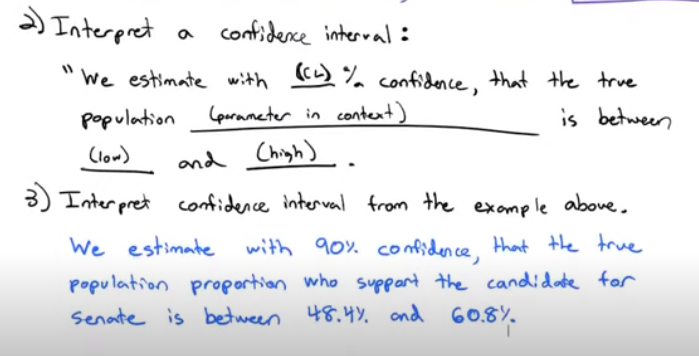 2) Interpret a confidence interval:
"We estimate with (CL) % confidence, that the true
population (parameter in context) is between
(low) and (high).
3) Interpret confidence interval from the example above.
We estimate with 90% confidence, that the true
population proportion who support the candidate for
Senate is between 48.4% and 60.8%.